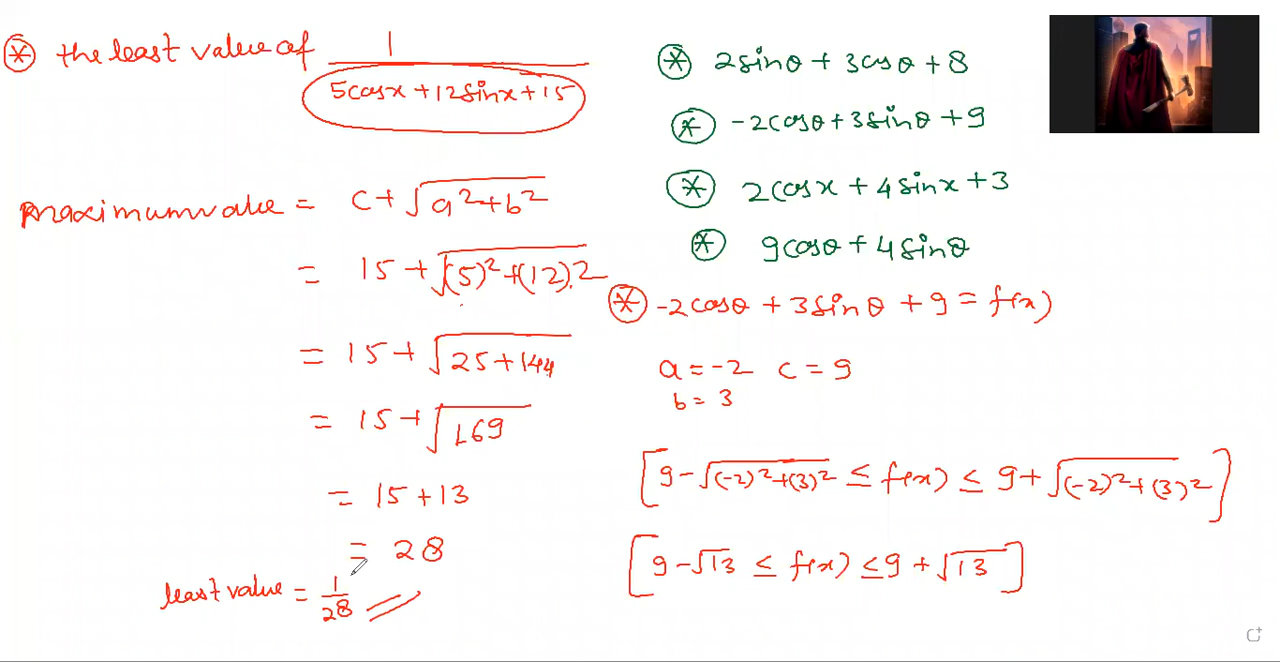 ⊛ the least value of 1 / (5cosx + 12sinx + 15)
maximum value = c + √(a² + b²)
= 15 + √((5)² + (12)²)
= 15 + √(25 + 144)
= 15 + √169
= 15 + 13
= 28
least value = 1/28
⊛ 2sinθ + 3cosθ + 8
⊛ -2cosθ + 3sinθ + 9
⊛ 2cosx + 4sinx + 3
⊛ 9cosθ + 4sinθ
⊛ -2cosθ + 3sinθ + 9 = f(x)
a = -2 c = 9
b = 3
[9 - √((-2)² + (3)²) ≤ f(x) ≤ 9 + √((-2)² + (3)²)]
[9 - √13 ≤ f(x) ≤ 9 + √13]